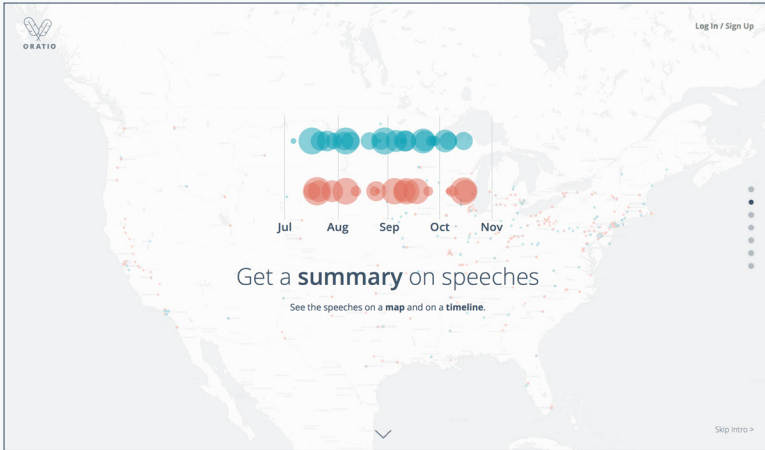 ORATIO
Log In / Sign Up
Jul Aug Sep Oct Nov
Get a summary on speeches
See the speeches on a map and on a timeline.
Skip Intro >